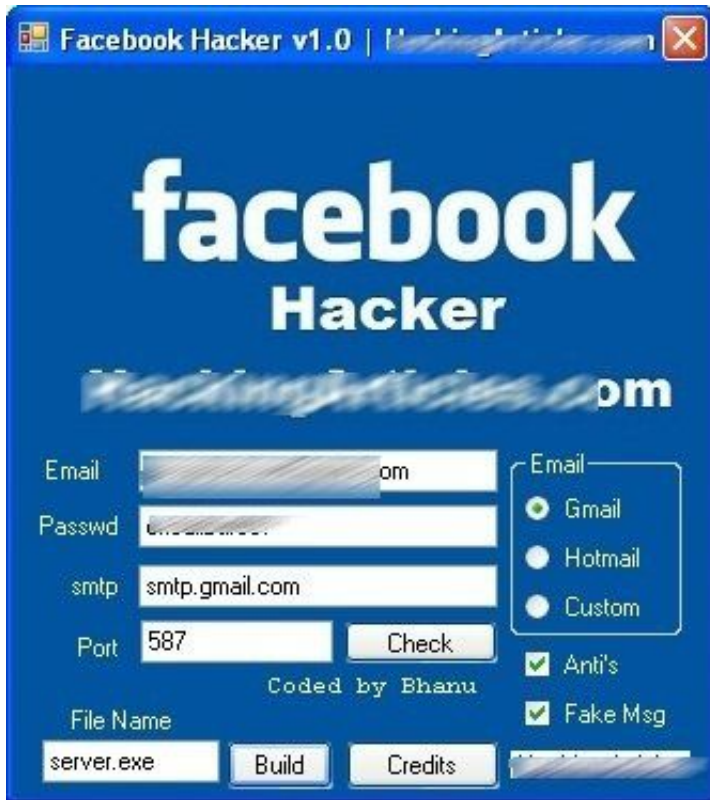 Facebook Hacker v1.0 |
facebook
Hacker
om
Email
om
Passwd
smtp
smtp.gmail.com
Port
587
Check
Coded by Bhanu
File Name
server.exe
Build
Credits
Email
Gmail
Hotmail
Custom
Anti's
Fake Msg